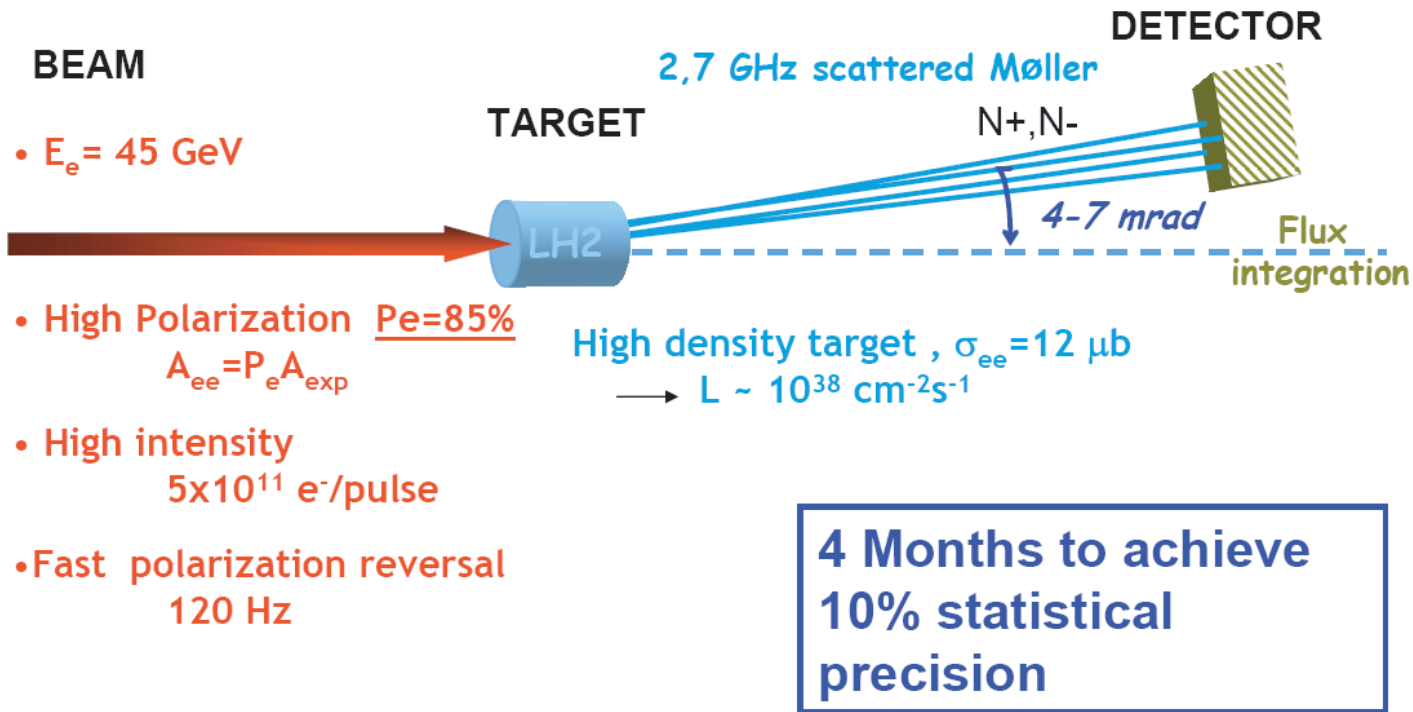 BEAM
• Eₑ= 45 GeV
• High Polarization Pe=85%
Aₑₑ=PₑAₑₓₚ
• High intensity
5x10¹¹ e⁻/pulse
•Fast polarization reversal
120 Hz
TARGET
LH2
2,7 GHz scattered Møller
N+,N-
4-7 mrad
DETECTOR
Flux
integration
High density target , σₑₑ=12 μb
→ L ~ 10³⁸ cm⁻²s⁻¹
4 Months to achieve
10% statistical
precision